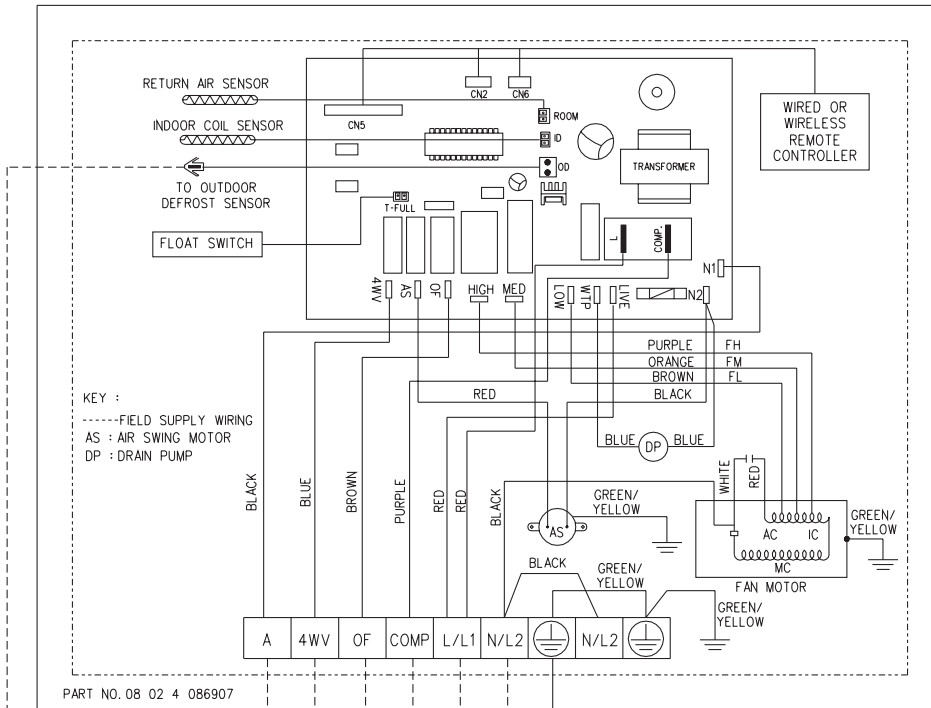 RETURN AIR SENSOR
INDOOR COIL SENSOR
TO OUTDOOR
DEFROST SENSOR
FLOAT SWITCH
CN2
CN6
CN5
ROOM
ID
OD
T-FULL
TRANSFORMER
WIRED OR
WIRELESS
REMOTE
CONTROLLER
L
COMP.
N1
4WV
AS
OF
HIGH
MED
LOW
WTP
LIVE
N2
PURPLE FH
ORANGE FM
BROWN FL
RED
BLACK
BLUE
DP
BLUE
KEY :
------FIELD SUPPLY WIRING
AS : AIR SWING MOTOR
DP : DRAIN PUMP
BLACK
BLUE
BROWN
PURPLE
RED
RED
BLACK
GREEN/
YELLOW
AS
WHITE
RED
AC
IC
MC
FAN MOTOR
GREEN/
YELLOW
BLACK
GREEN/
YELLOW
GREEN/
YELLOW
A
4WV
OF
COMP
L/L1
N/L2
N/L2
PART NO. 08 02 4 086907